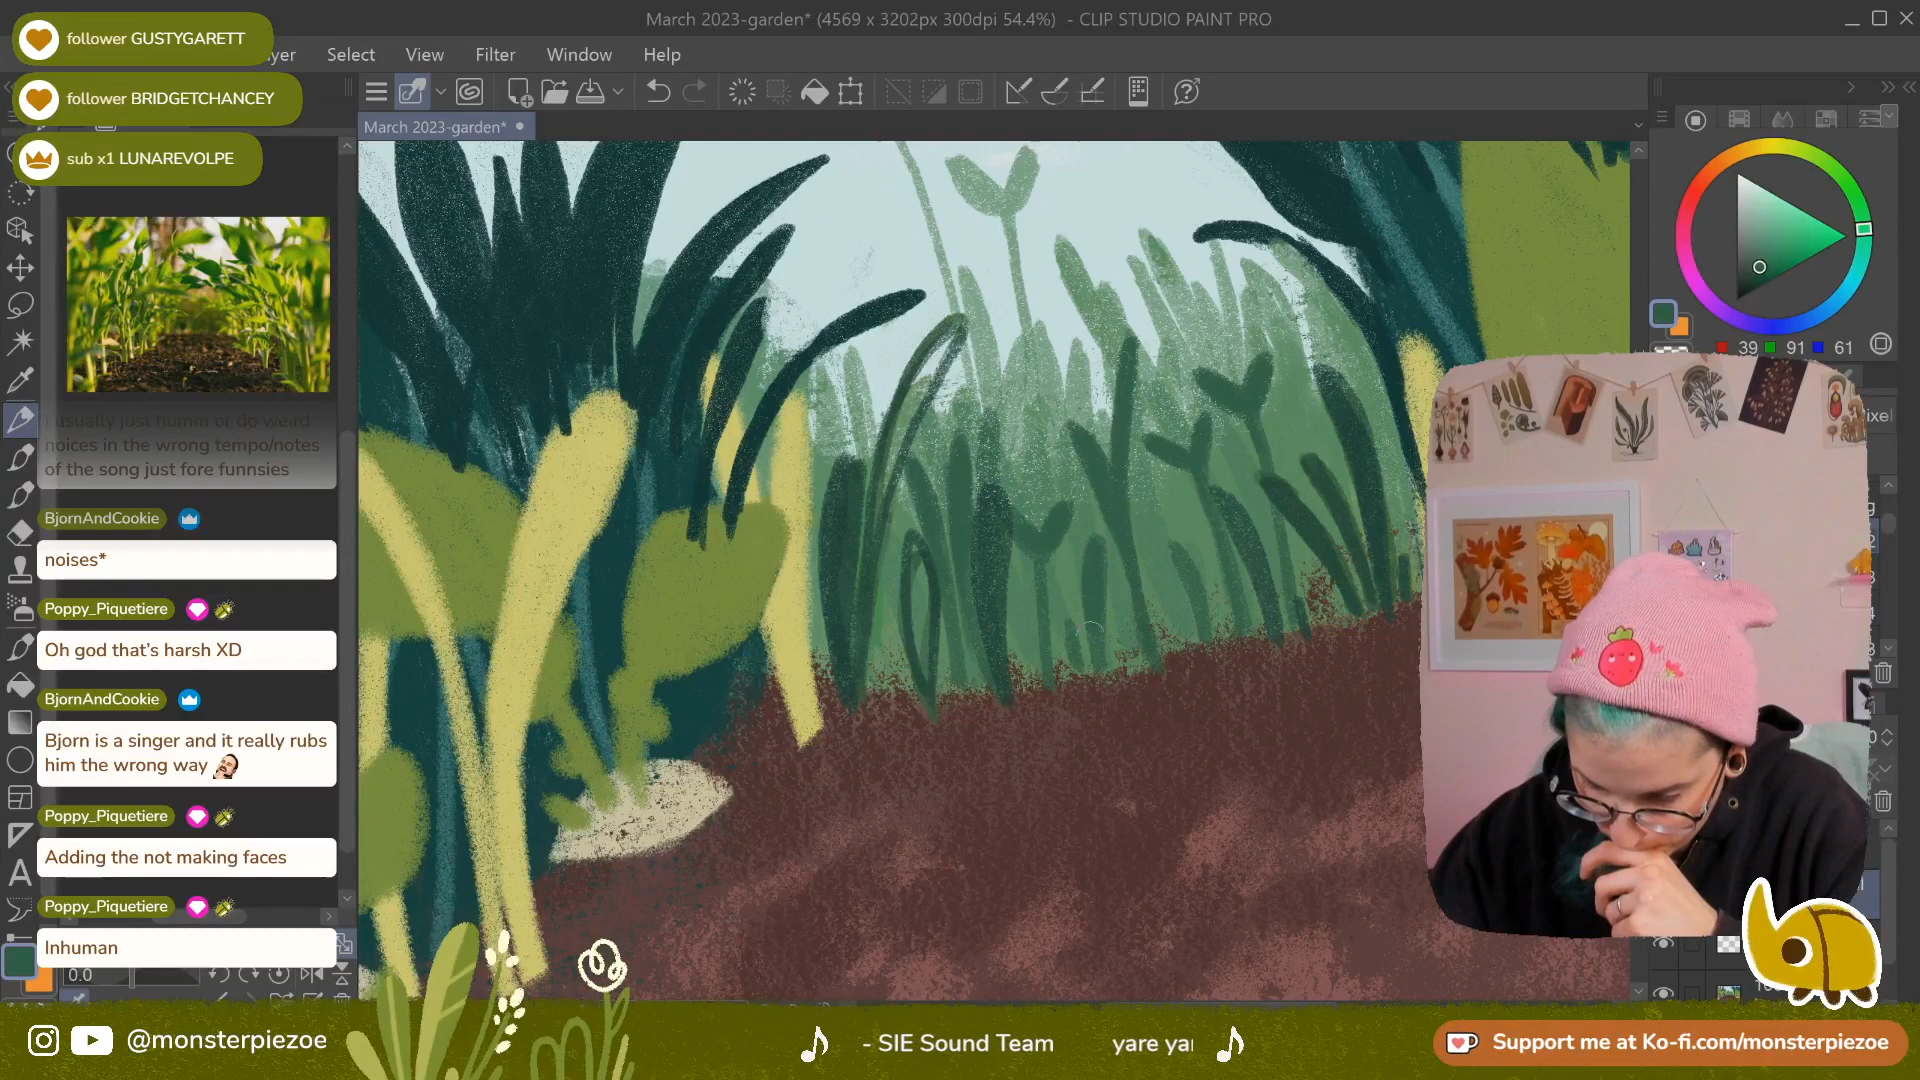 March 2023-garden* (4569 x 3202px 300dpi 54.4%) - CLIP STUDIO PAINT PRO
follower GUSTYGARETT
ayer Select View Filter Window Help
follower BRIDGETCHANCEY
March 2023-garden*
sub x1 LUNAREVOLPE
39 91 61
ixel
I usually just humm or do weird
noices in the wrong tempo/notes
of the song just fore funnsies
BjornAndCookie
noises*
Poppy_Piquetiere
Oh god that's harsh XD
BjornAndCookie
Bjorn is a singer and it really rubs
him the wrong way
Poppy_Piquetiere
Adding the not making faces
Poppy_Piquetiere
Inhuman
0.0
@monsterpiezoe
- SIE Sound Team yare yar
Support me at Ko-fi.com/monsterpiezoe